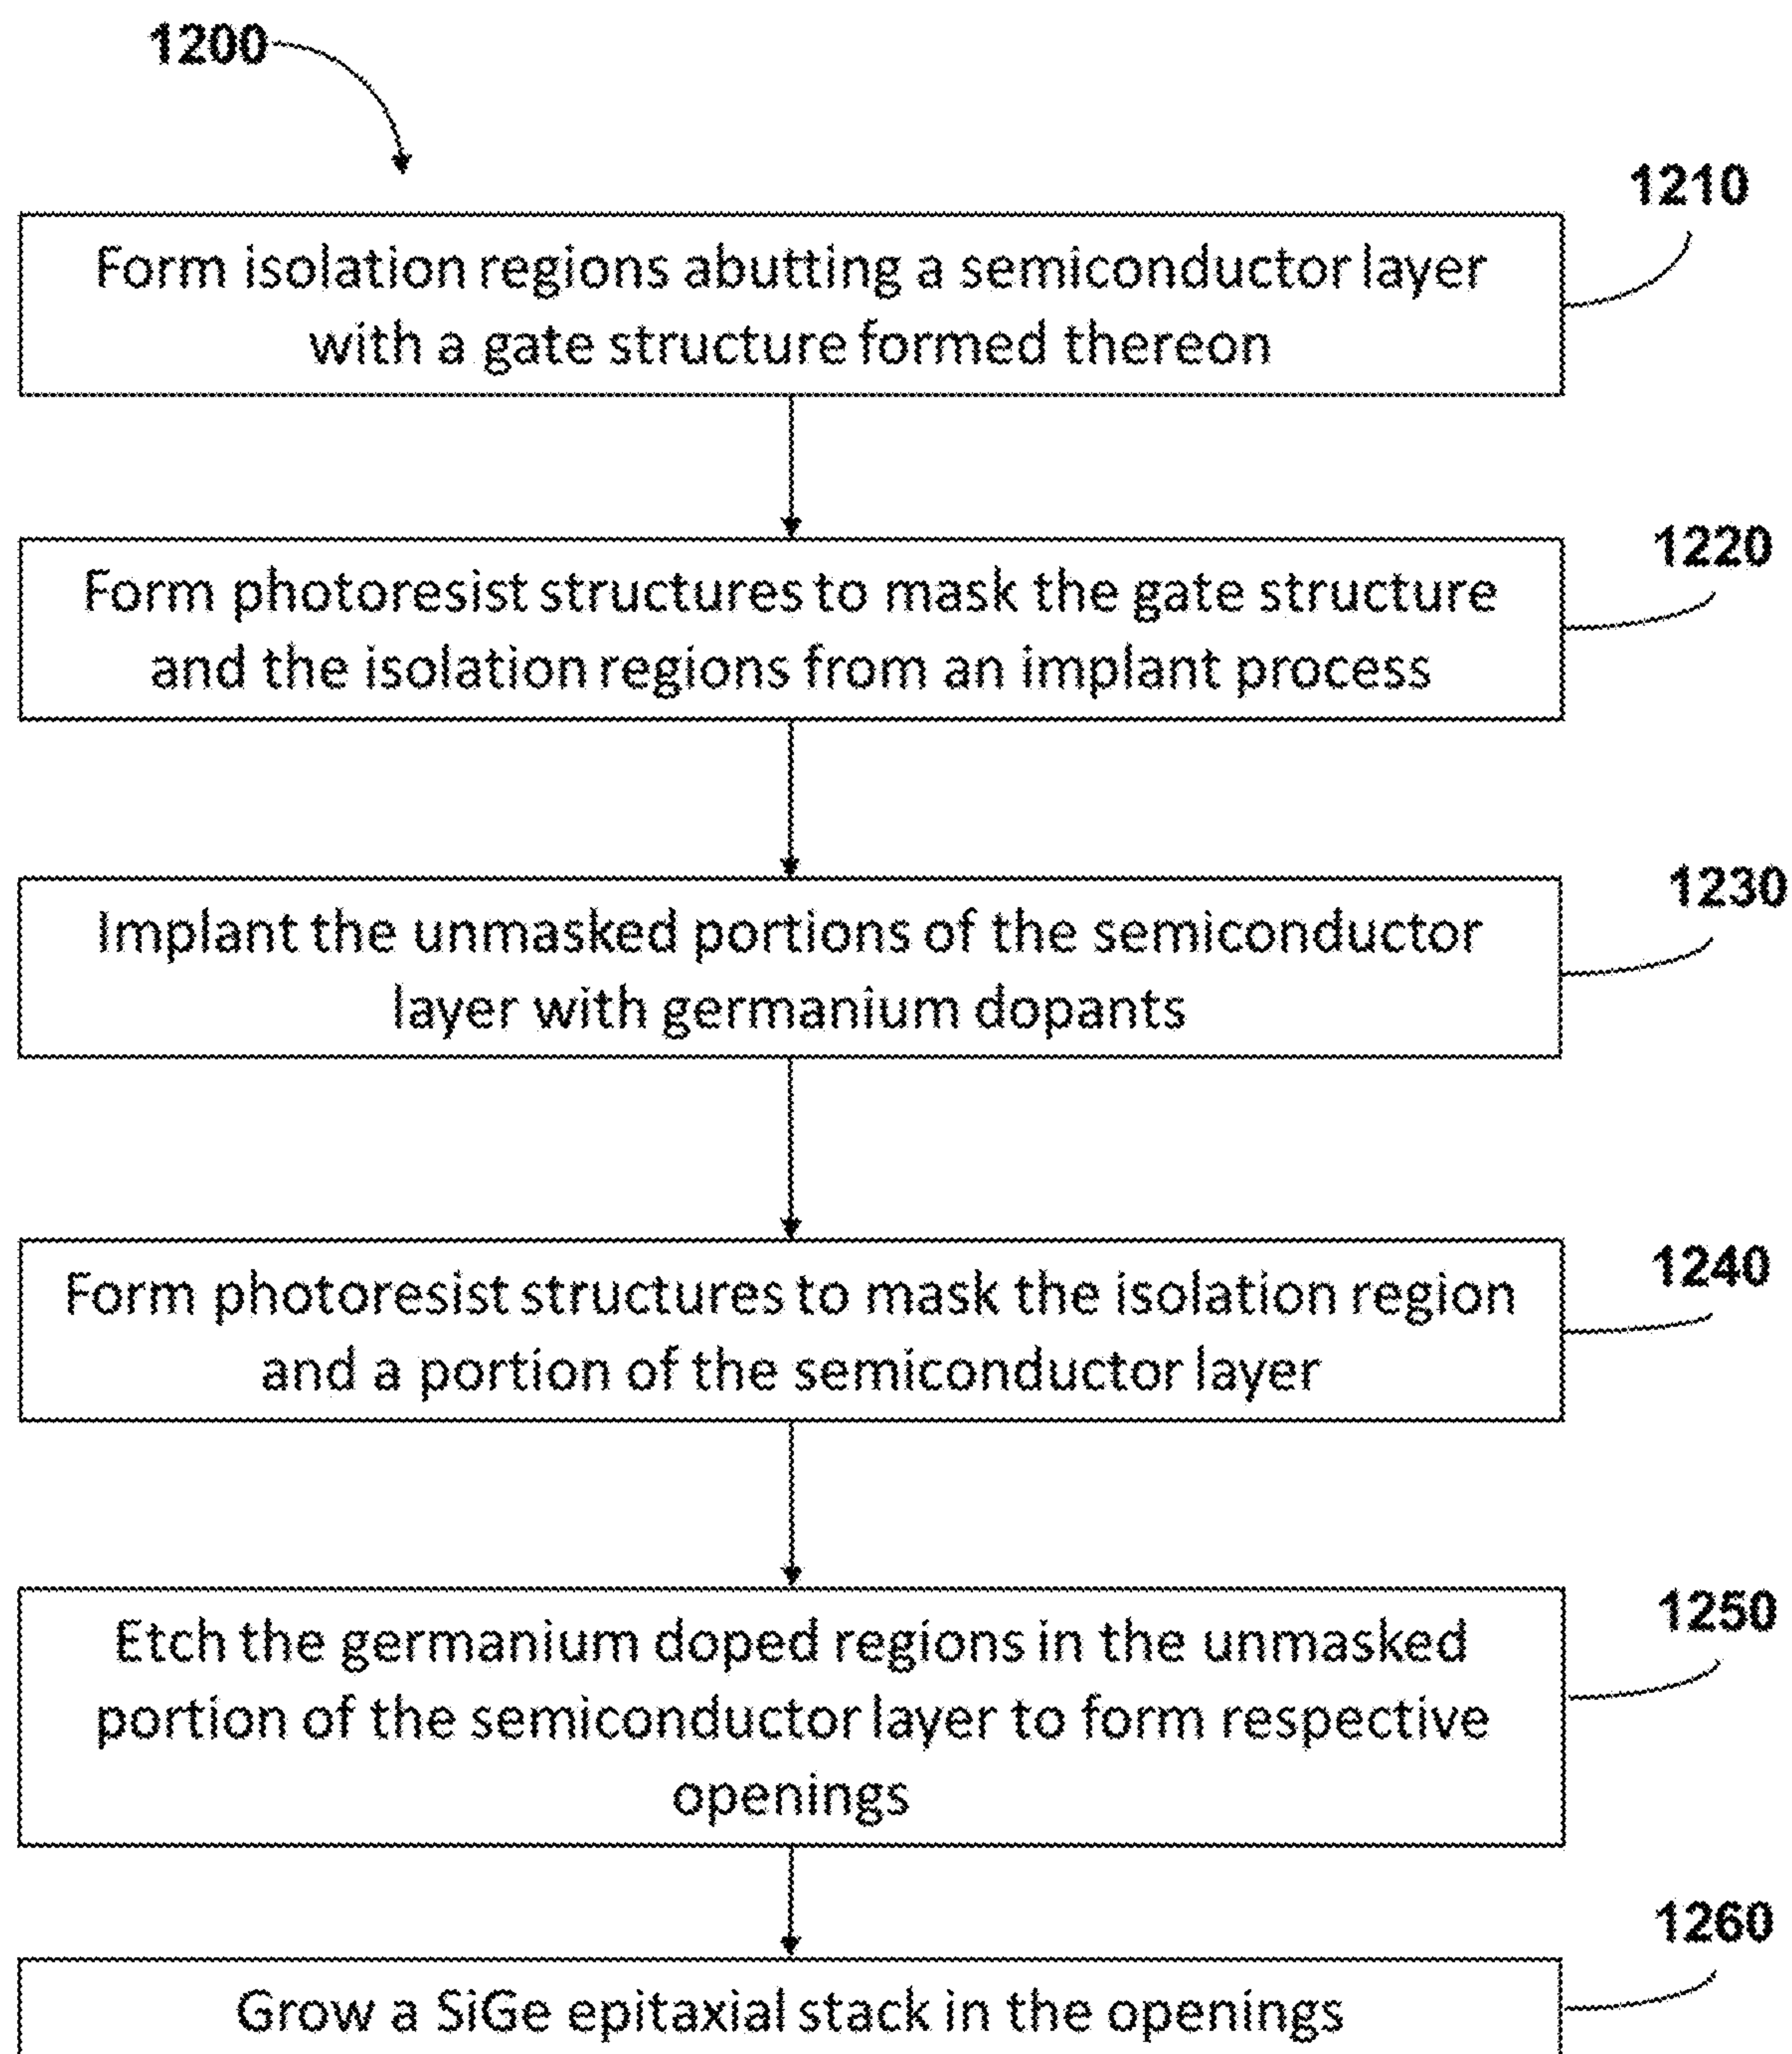 1200
1210
Form isolation regions abutting a semiconductor layer
with a gate structure formed thereon
1220
Form photoresist structures to mask the gate structure
and the isolation regions from an implant process
1230
Implant the unmasked portions of the semiconductor
layer with germanium dopants
1240
Form photoresist structures to mask the isolation region
and a portion of the semiconductor layer
1250
Etch the germanium doped regions in the unmasked
portion of the semiconductor layer to form respective
openings
1260
Grow a SiGe epitaxial stack in the openings